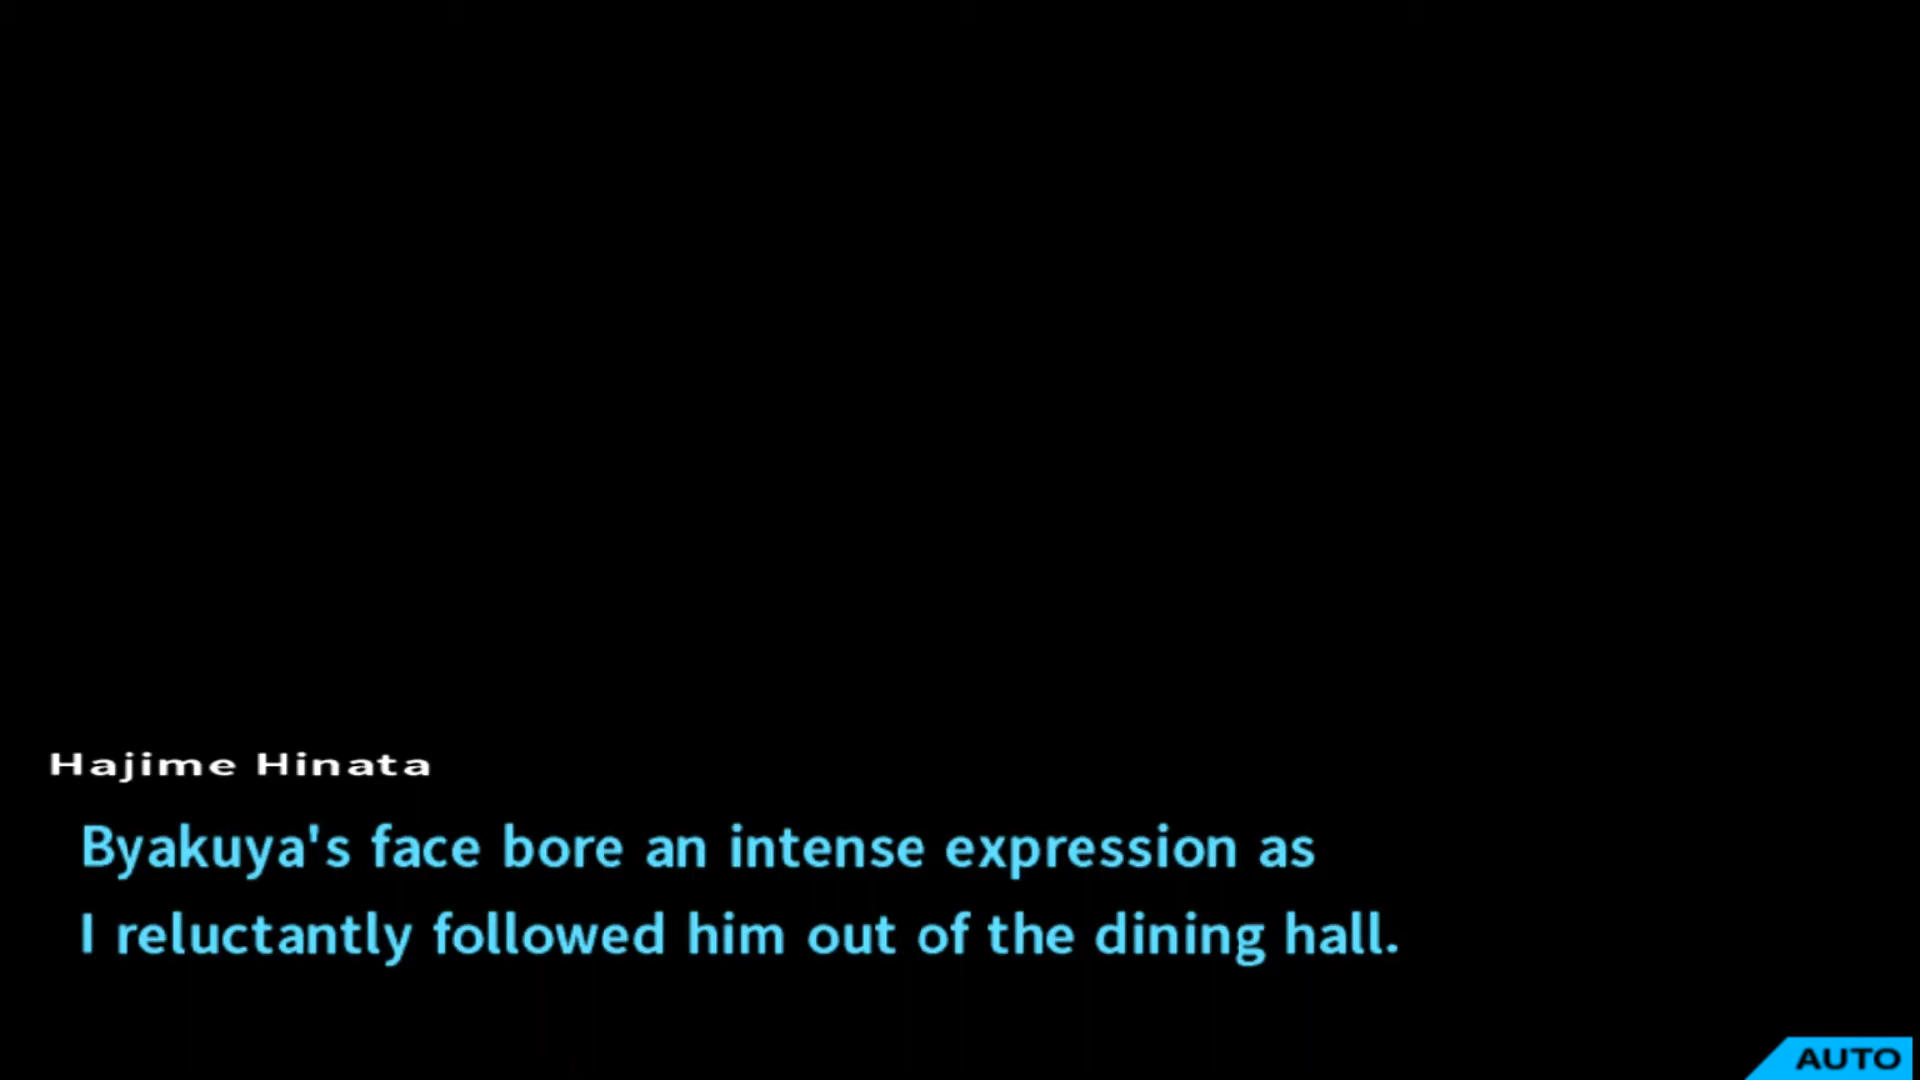 Hajime Hinata
Byakuya's face bore an intense expression as
I reluctantly followed him out of the dining hall.
AUTO